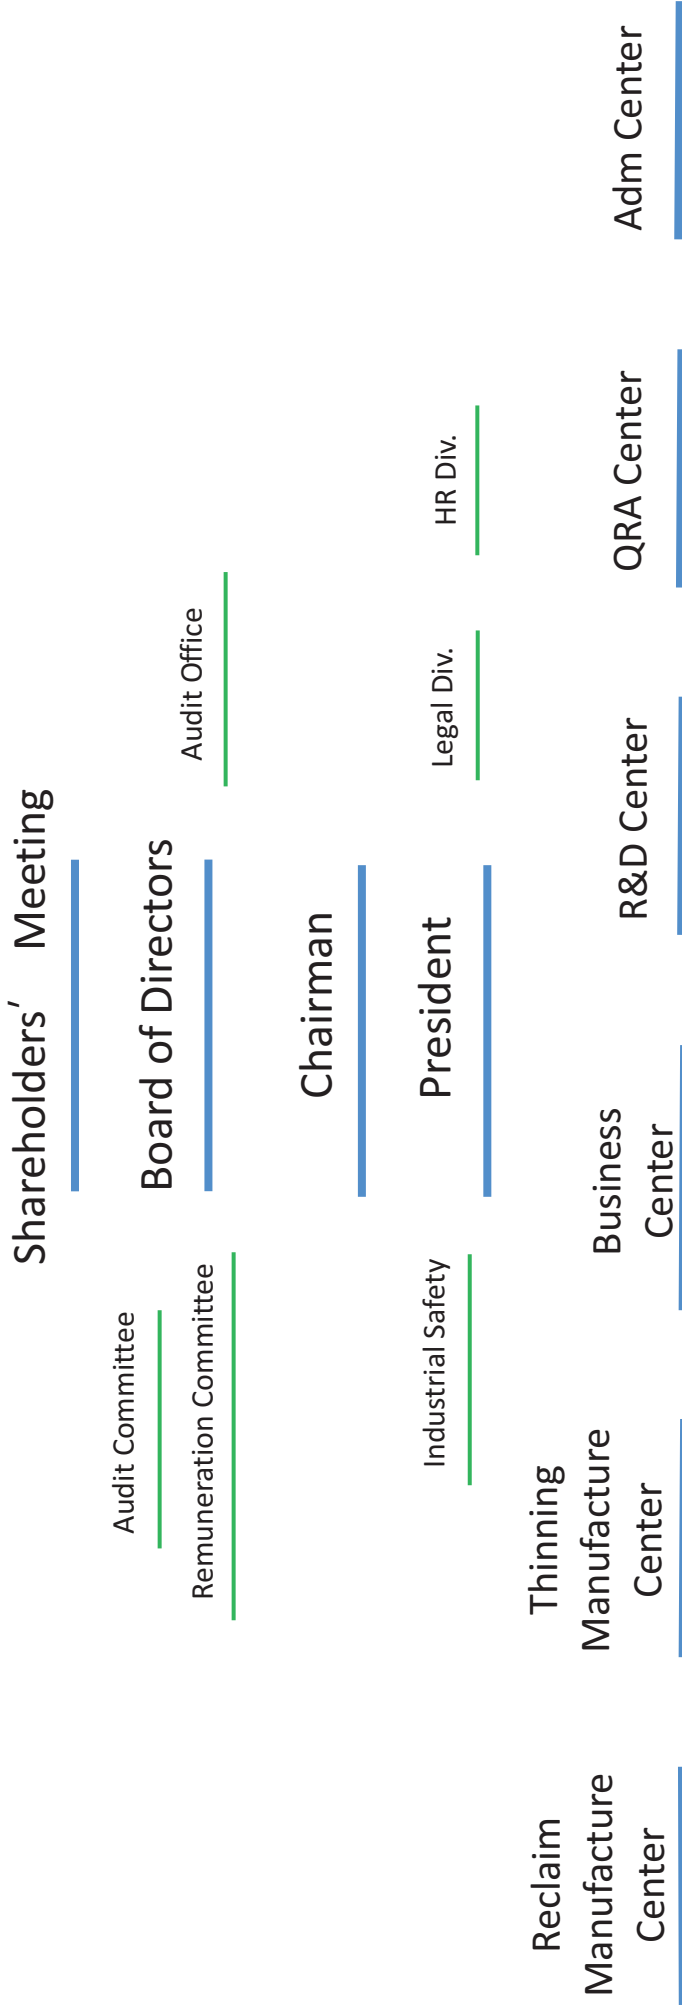 Shareholders’ Meeting
Audit Committee
Board of Directors
Remuneration Committee
Audit Office
Chairman
Industrial Safety
President
Legal Div.
HR Div.
Reclaim
Manufacture
Center
Thinning
Manufacture
Center
Business
Center
R&D Center
QRA Center
Adm Center